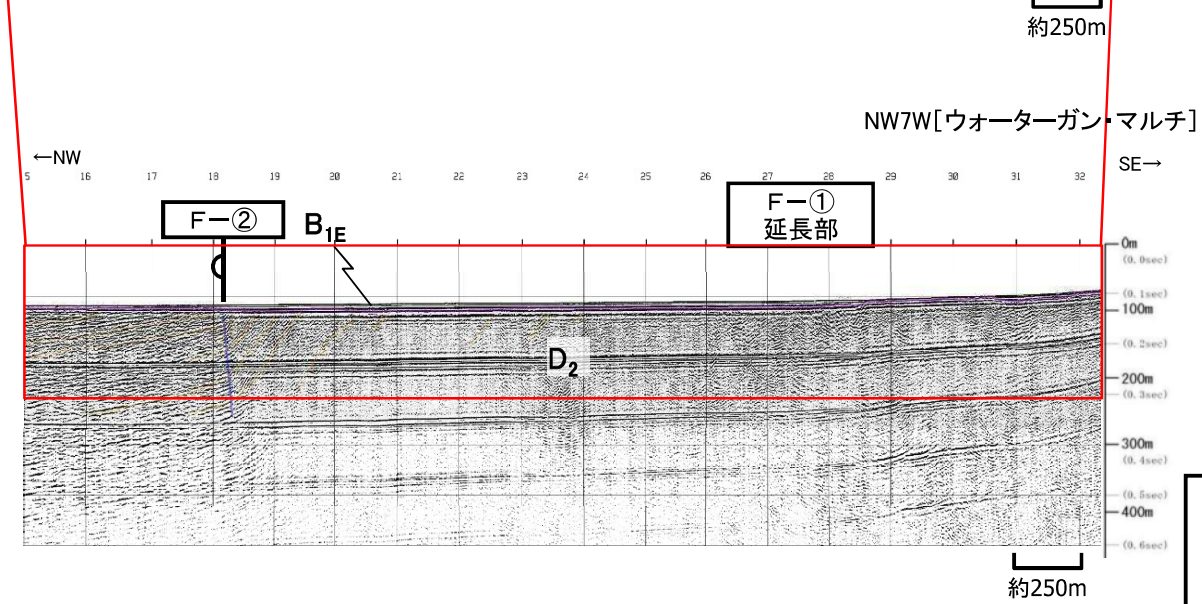 約250m
NW7W[ウォーターガン・マルチ]
←NW
SE→
5 16 17 18 19 20 21 22 23 24 25 26 27 28 29 30 31 32
F-②
B1E
F-①
延長部
0m
(0.0sec)
(0.1sec)
100m
(0.2sec)
D2
200m
(0.3sec)
300m
(0.4sec)
(0.5sec)
400m
(0.6sec)
約250m